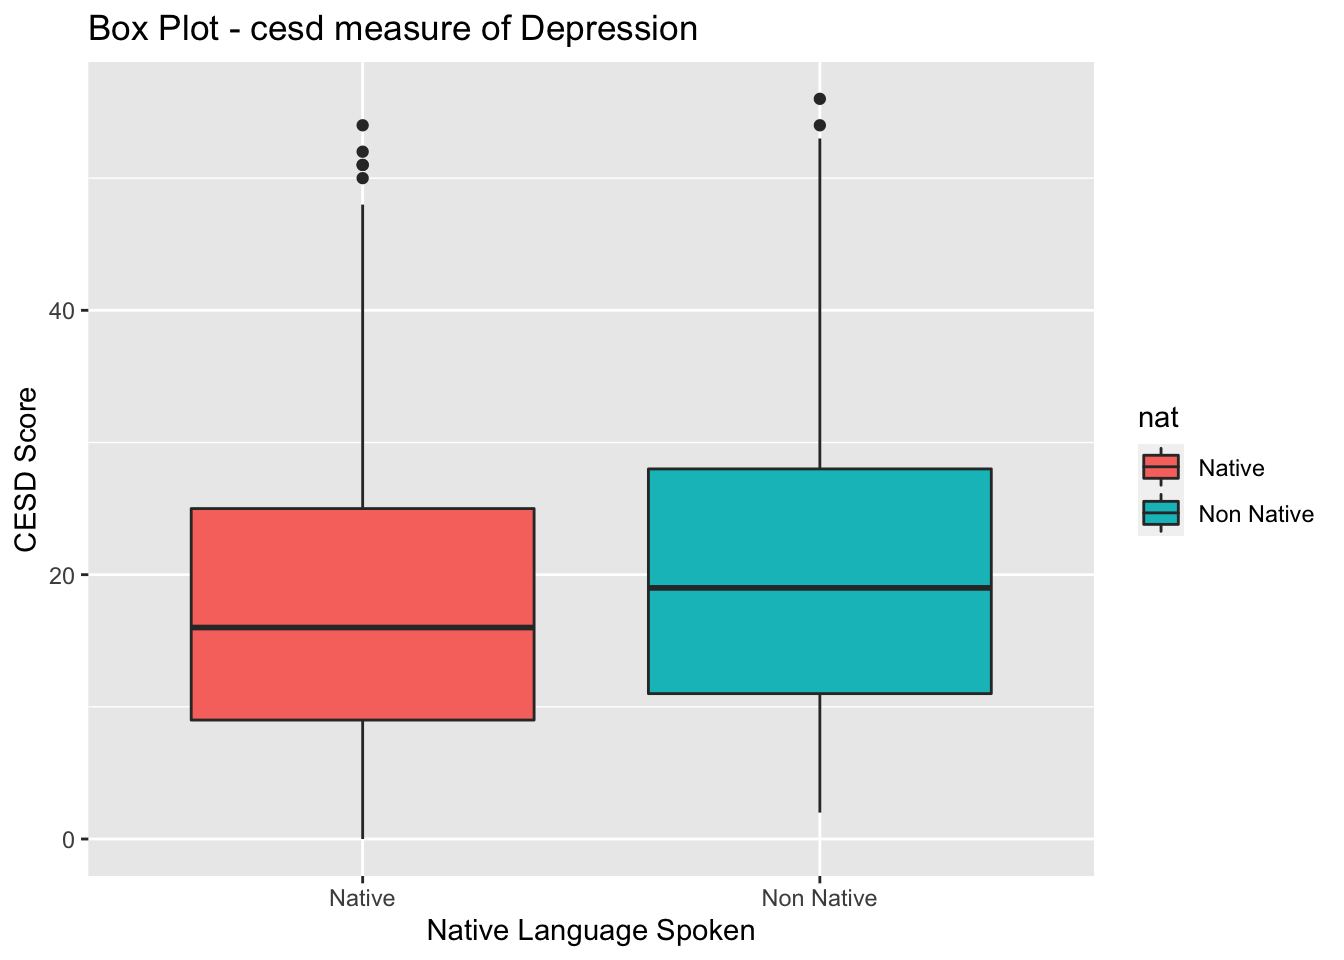 Box Plot - cesd measure of Depression
40
20
0
CESD Score
Native
Non Native
Native Language Spoken
nat
Native
Non Native